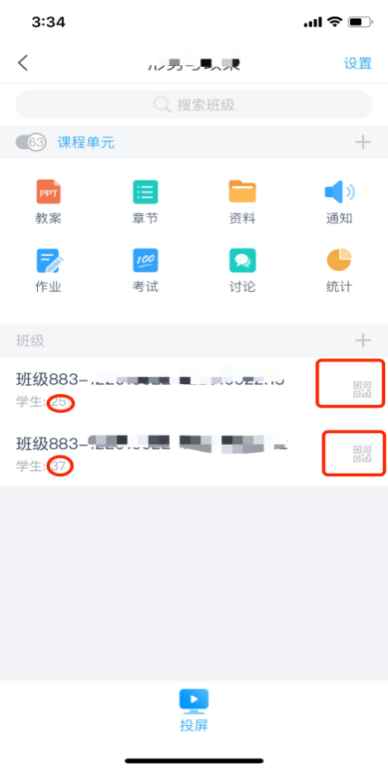 3:34
设置
搜索班级
63 课程单元
PPT 100
教案 章节 资料 通知
作业 考试 讨论 统计
班级
班级883-
学生: 25
班级883-
学生: 37
投屏